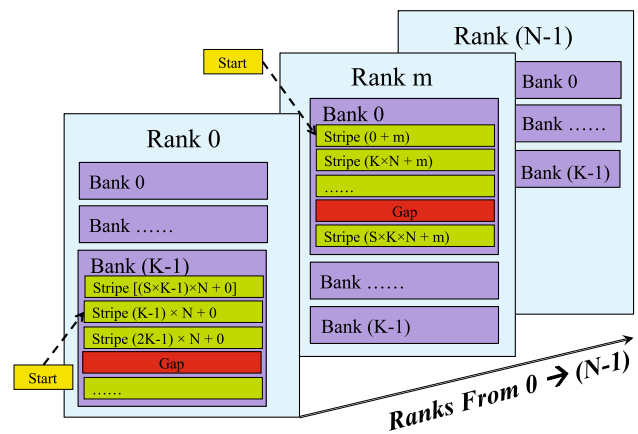 Rank (N-1)
Bank 0
Bank ……
Bank (K-1)
Start
Rank m
Bank 0
Stripe (0 + m)
Stripe (K×N + m)
……
Gap
Stripe (S×K×N + m)
Bank ……
Bank (K-1)
Rank 0
Bank 0
Bank ……
Bank (K-1)
Stripe [(S×K-1)×N + 0]
Stripe (K-1) × N + 0
Stripe (2K-1) × N + 0
Gap
……
Start
Ranks From 0 → (N-1)